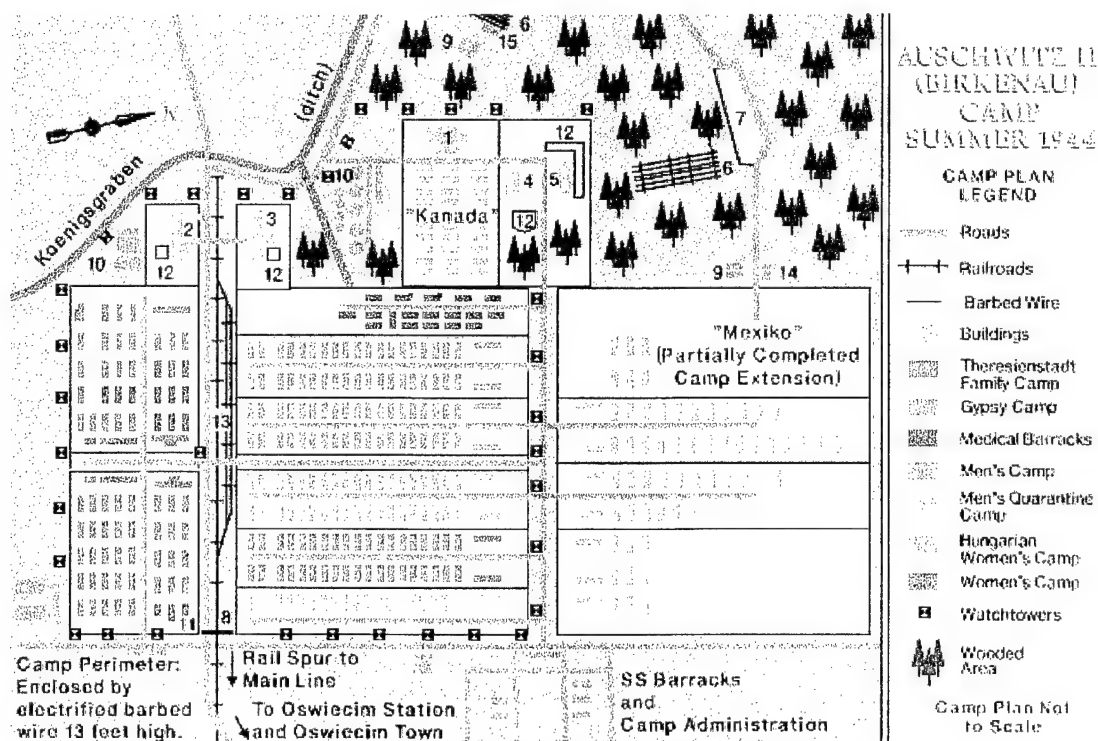 AUSCHWITZ II
(BIRKENAU)
CAMP
SUMMER 1944
CAMP PLAN
LEGEND
Roads
Railroads
Barbed Wire
Buildings
Theresienstadt
Family Camp
Gypsy Camp
Medical Barracks
Men's Camp
Men's Quarantine
Camp
Hungarian
Women's Camp
Women's Camp
Watchtowers
Wooded
Area
Camp Plan Not
to Scale
9
15
6
(ditch)
7
N
1
12
10
4
5
6
Koenigsgraben
"Kanada"
2
3
12
10
12
12
9
14
"Mexiko"
(Partially Completed
Camp Extension)
13
11
8
Camp Perimeter:
Enclosed by
electrified barbed
wire 13 feet high.
Rail Spur to
Main Line
To Oswiecim Station
and Oswiecim Town
SS Barracks
and
Camp Administration